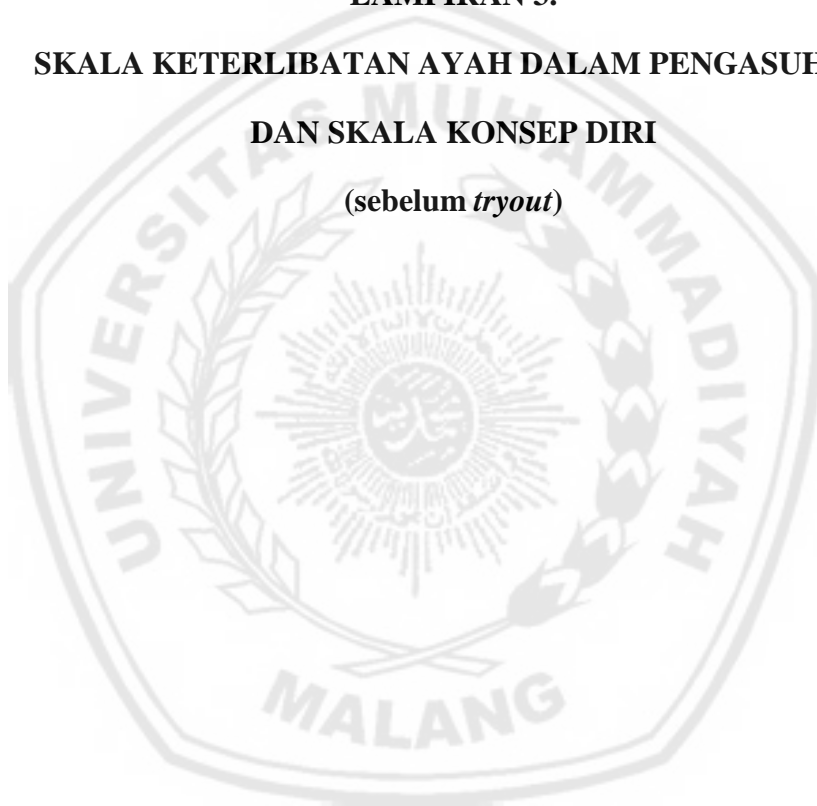 LAMPIRAN 3.
SKALA KETERLIBATAN AYAH DALAM PENGASUH
DAN SKALA KONSEP DIRI
(sebelum tryout)
UNIVERSITAS MUHAMMADIYAH
MALANG